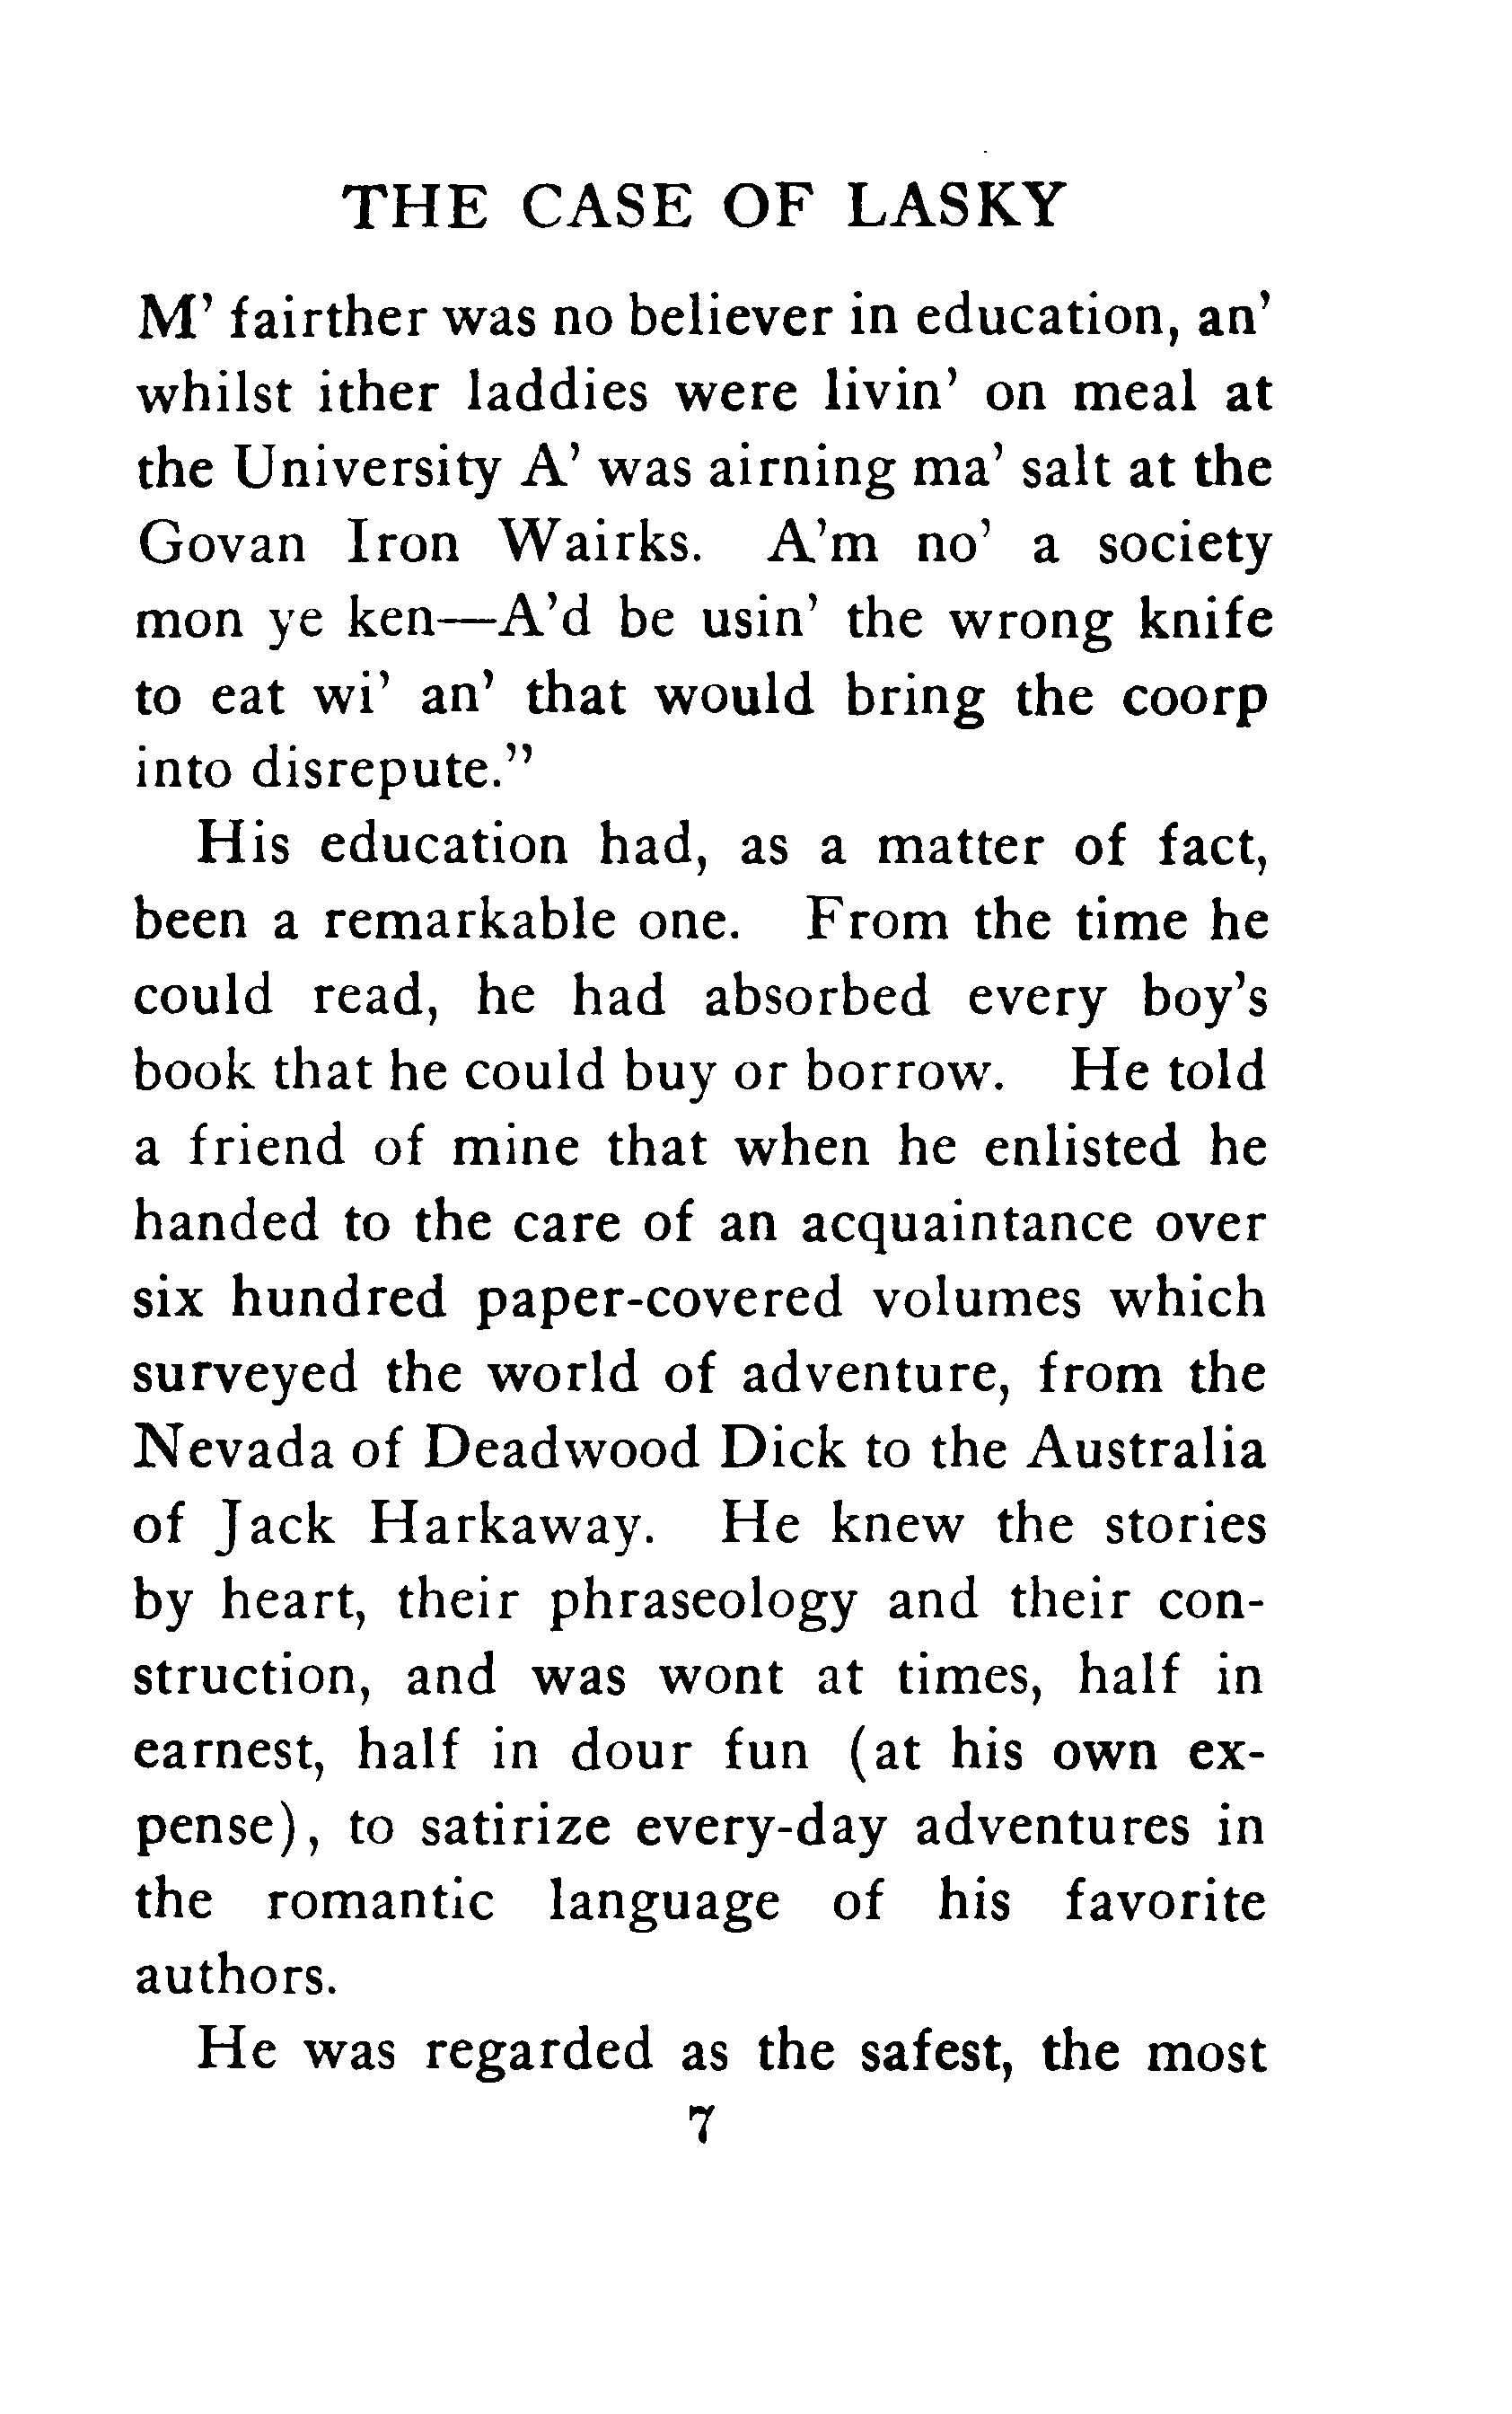 THE CASE OF LASKY
M' fairther was no believer in education, an'
whilst ither laddies were livin' on meal at
the University A' was airning ma' salt at the
Govan Iron Wairks. A'm no' a society
mon ye ken—A'd be usin' the wrong knife
to eat wi' an' that would bring the coorp
into disrepute."
His education had, as a matter of fact,
been a remarkable one. From the time he
could read, he had absorbed every boy's
book that he could buy or borrow. He told
a friend of mine that when he enlisted he
handed to the care of an acquaintance over
six hundred paper-covered volumes which
surveyed the world of adventure, from the
Nevada of Deadwood Dick to the Australia
of Jack Harkaway. He knew the stories
by heart, their phraseology and their con-
struction, and was wont at times, half in
earnest, half in dour fun (at his own ex-
pense), to satirize every-day adventures in
the romantic language of his favorite
authors.
He was regarded as the safest, the most
7